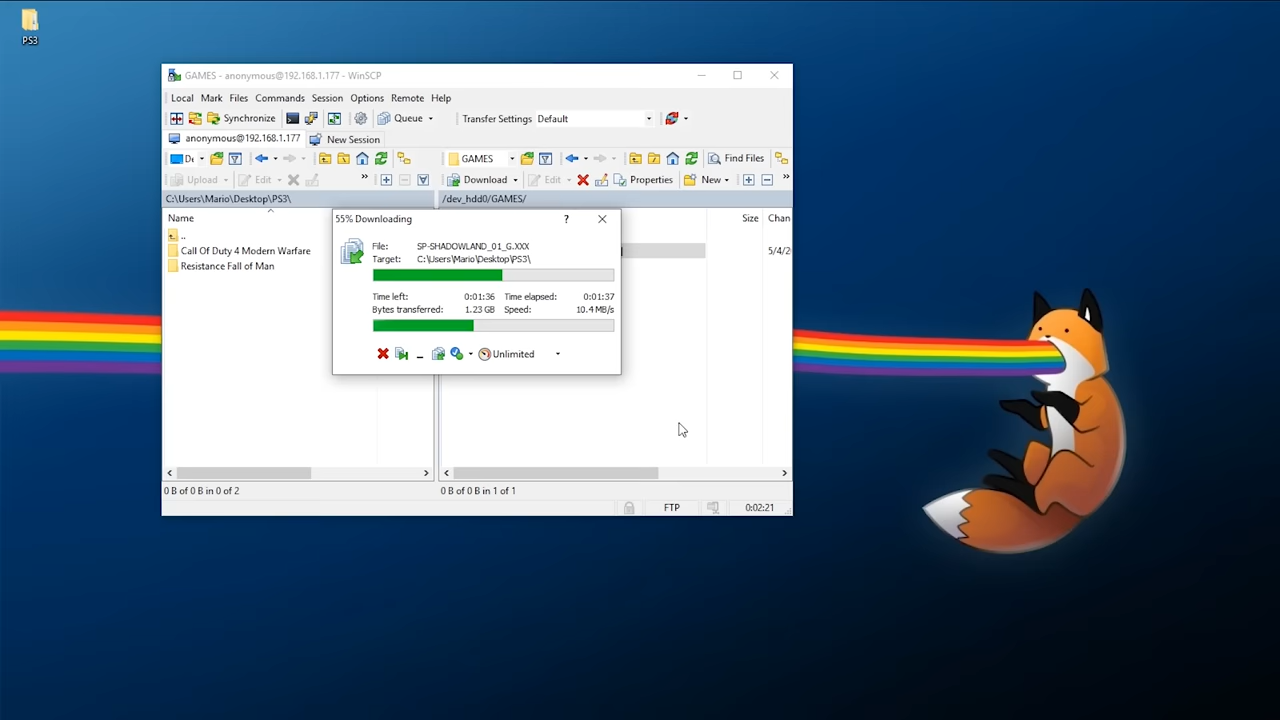 PS3
GAMES - anonymous@192.168.1.177 - WinSCP
Local Mark Files Commands Session Options Remote Help
Synchronize Queue Transfer Settings Default
anonymous@192.168.1.177 New Session
GAMES Find Files
Upload Edit Download Edit Properties New
C:\Users\Mario\Desktop\PS3\ /dev_hdd0/GAMES/
Name Size
..
Call Of Duty 4 Modern Warfare
Resistance Fall of Man
55% Downloading ?
File: SP-SHADOWLAND_01_G.XXX
Target: C:\Users\Mario\Desktop\PS3\
Time left: 0:01:36 Time elapsed: 0:01:37
Bytes transferred: 1.23 GB Speed: 10.4 MB/s
Unlimited
0 B of 0 B in 0 of 2 0 B of 0 B in 1 of 1
FTP 0:02:21